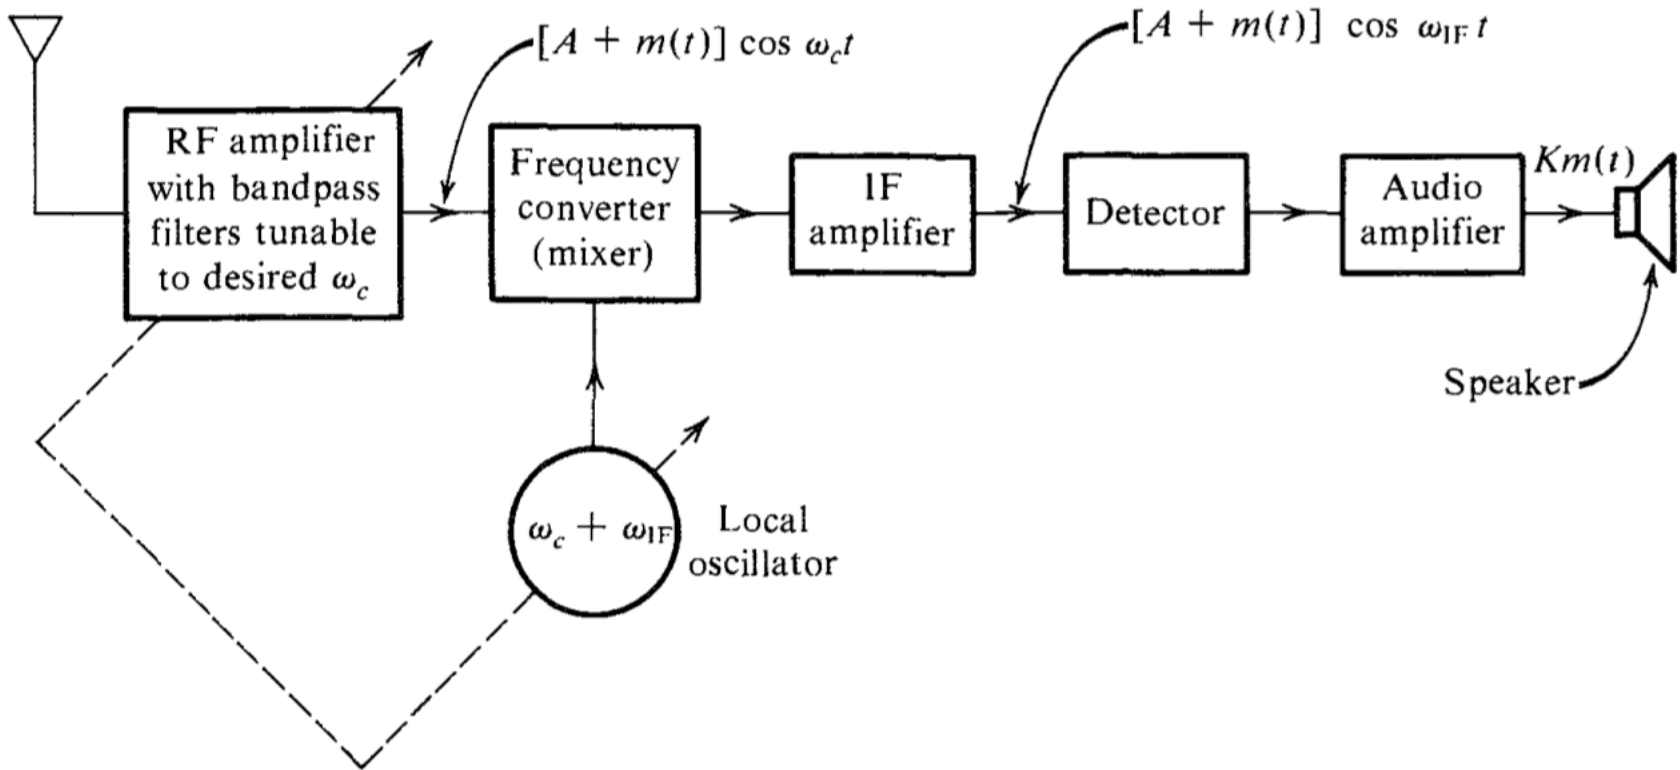 [A + m(t)] cos ω_c t
[A + m(t)] cos ω_IF t
RF amplifier
with bandpass
filters tunable
to desired ω_c
Frequency
converter
(mixer)
IF
amplifier
Detector
Audio
amplifier
Km(t)
Speaker
ω_c + ω_IF
Local
oscillator